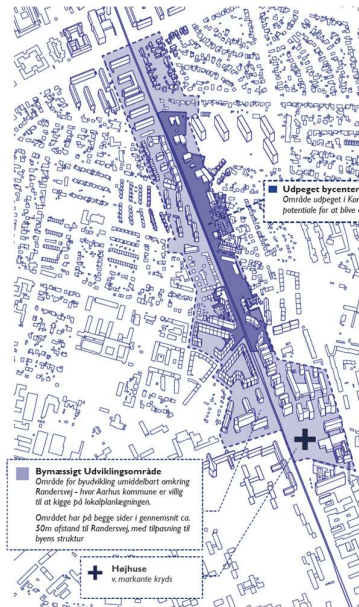 Udpeget bycenter
Område udpeget i Kom
potentiale for at blive
Bymæssigt Udviklingsområde
Område for byudvikling umiddelbart omkring
Randersvej - hvor Aarhus kommune er villig
til at kigge på lokalplanlægningen.
Området har på begge sider i gennemsnit ca.
50m afstand til Randersvej, med tilpasning til
byens struktur
Højhuse
v. markante kryds